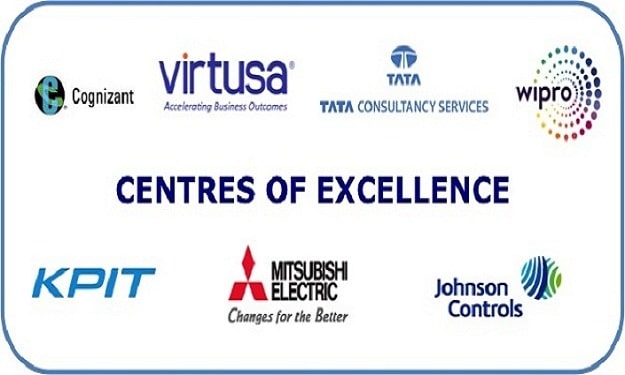 Cognizant
virtusa®
Accelerating Business Outcomes
TATA
TATA CONSULTANCY SERVICES
wipro
CENTRES OF EXCELLENCE
KPIT
MITSUBISHI
ELECTRIC
Changes for the Better
Johnson
Controls